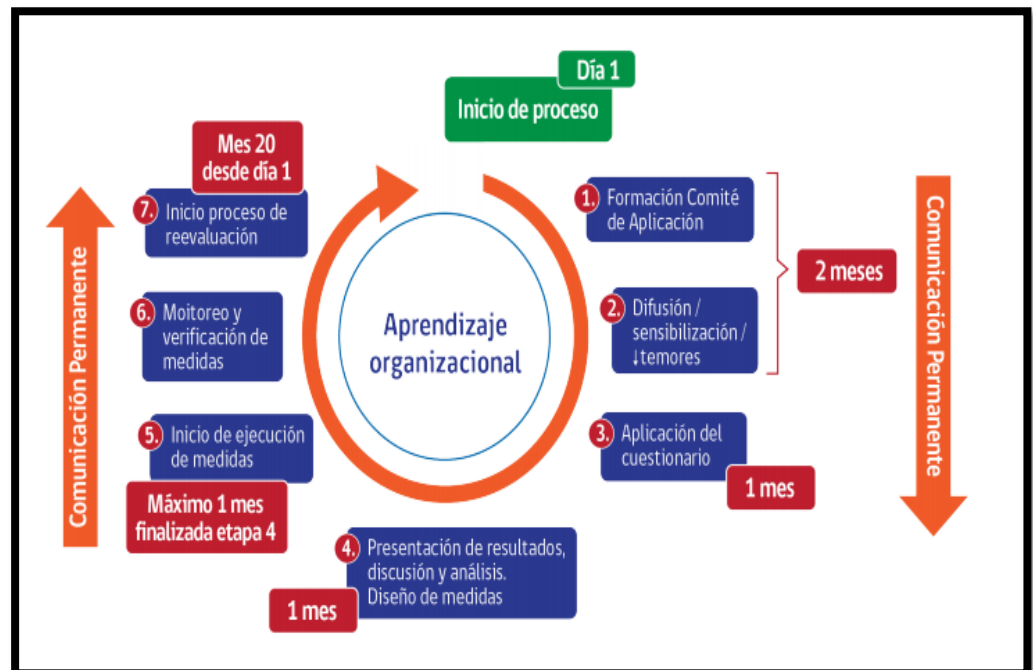 Día 1
Inicio de proceso
Mes 20
desde día 1
7. Inicio proceso de
reevaluación
1. Formación Comité
de Aplicación
2 meses
6. Moitoreo y
verificación de
medidas
Aprendizaje
organizacional
2. Difusión /
sensibilización /
↓temores
5. Inicio de ejecución
de medidas
Máximo 1 mes
finalizada etapa 4
3. Aplicación del
cuestionario
1 mes
4. Presentación de resultados,
discusión y análisis.
Diseño de medidas
1 mes
Comunicación Permanente
Comunicación Permanente